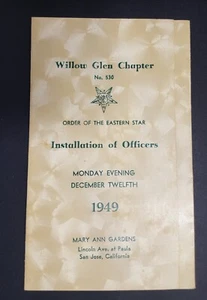 Willow Glen Chapter
No. 530
ORDER OF THE EASTERN STAR
Installation of Officers
MONDAY EVENING
DECEMBER TWELFTH
1949
MARY ANN GARDENS
Lincoln Ave. at Paula
San Jose, California